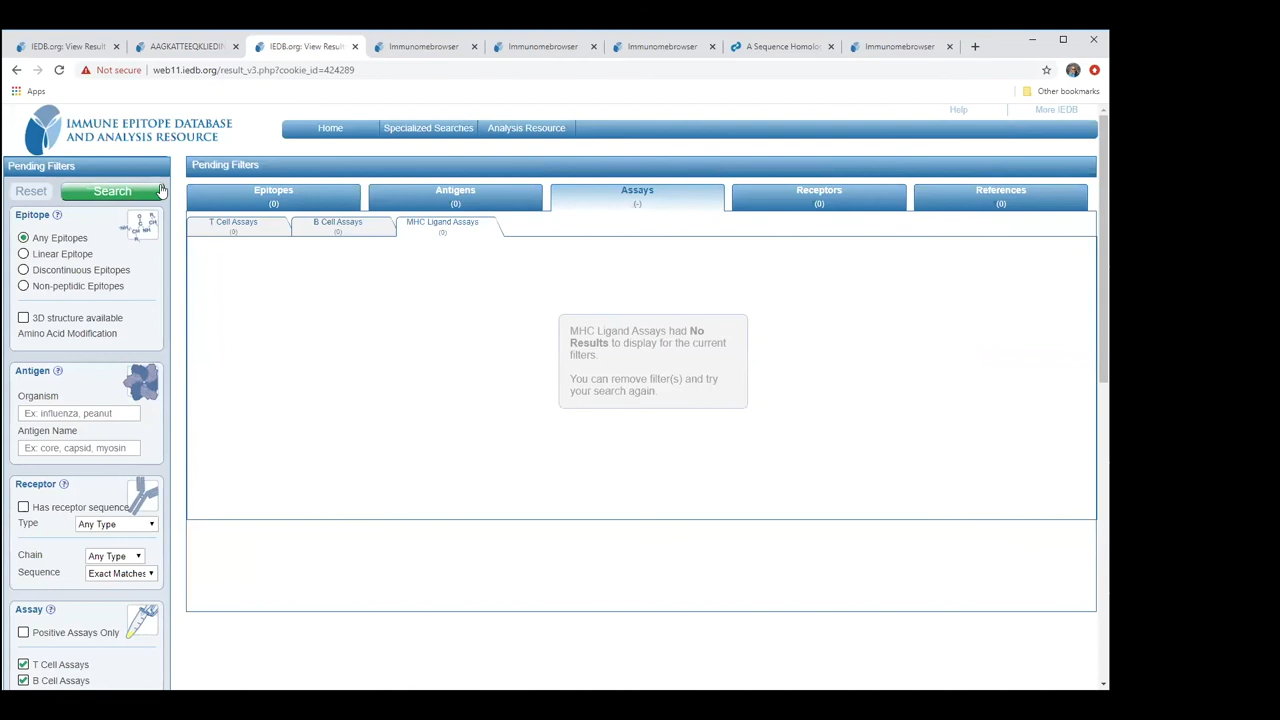 IEDB.org: View Result
AAGKATTEEQKLIEDIN
IEDB.org: View Result
Immunomebrowser
Immunomebrowser
Immunomebrowser
A Sequence Homolo
Immunomebrowser
Not secure
web11.iedb.org/result_v3.php?cookie_id=424289
Apps
Other bookmarks
Help
More IEDB
IMMUNE EPITOPE DATABASE
AND ANALYSIS RESOURCE
Home
Specialized Searches
Analysis Resource
Pending Filters
Reset
Search
Epitope
Any Epitopes
Linear Epitope
Discontinuous Epitopes
Non-peptidic Epitopes
3D structure available
Amino Acid Modification
Antigen
Organism
Ex: influenza, peanut
Antigen Name
Ex: core, capsid, myosin
Receptor
Has receptor sequence
Type Any Type
Chain Any Type
Sequence Exact Matches
Assay
Positive Assays Only
T Cell Assays
B Cell Assays
Pending Filters
Epitopes
(0)
Antigens
(0)
Assays
(-)
Receptors
(0)
References
(0)
T Cell Assays
(0)
B Cell Assays
(0)
MHC Ligand Assays
(0)
MHC Ligand Assays had No
Results to display for the current
filters.
You can remove filter(s) and try
your search again.